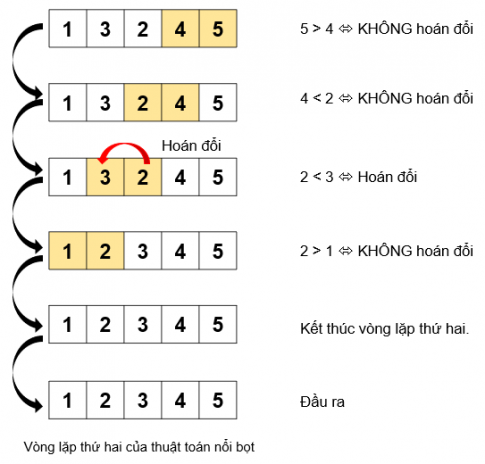 1 3 2 4 5 5 > 4 ⬄ KHÔNG hoán đổi
1 3 2 4 5 4 < 2 ⬄ KHÔNG hoán đổi
Hoán đổi
1 3 2 4 5 2 < 3 ⬄ Hoán đổi
1 2 3 4 5 2 > 1 ⬄ KHÔNG hoán đổi
1 2 3 4 5 Kết thúc vòng lặp thứ hai.
1 2 3 4 5 Đầu ra
Vòng lặp thứ hai của thuật toán nổi bọt